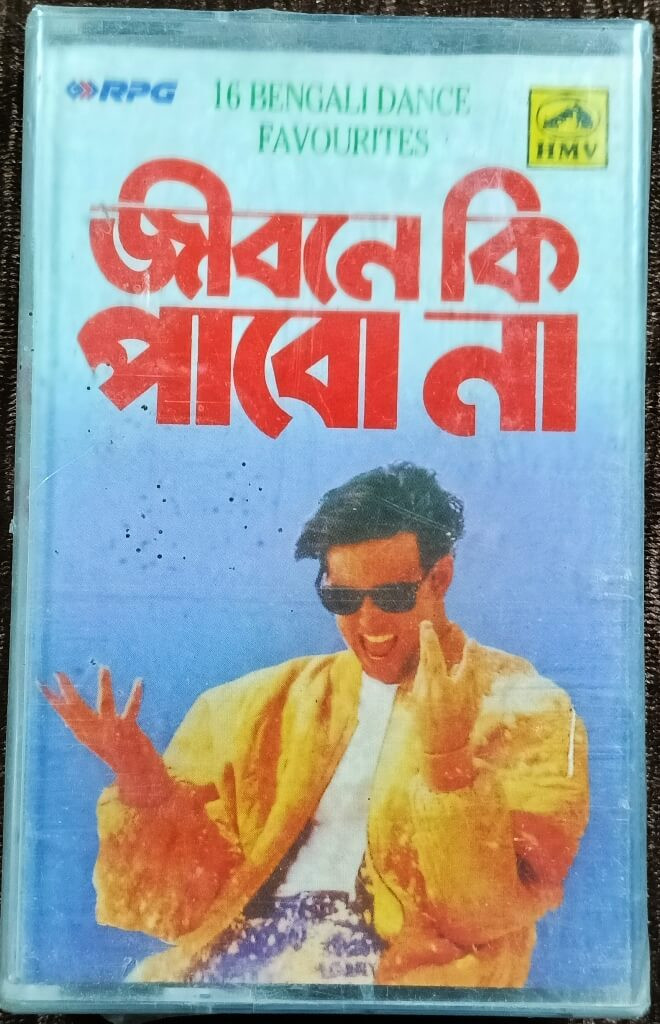 RPG
16 BENGALI DANCE
FAVOURITES
HMV
জীবনে কি
পাবো না